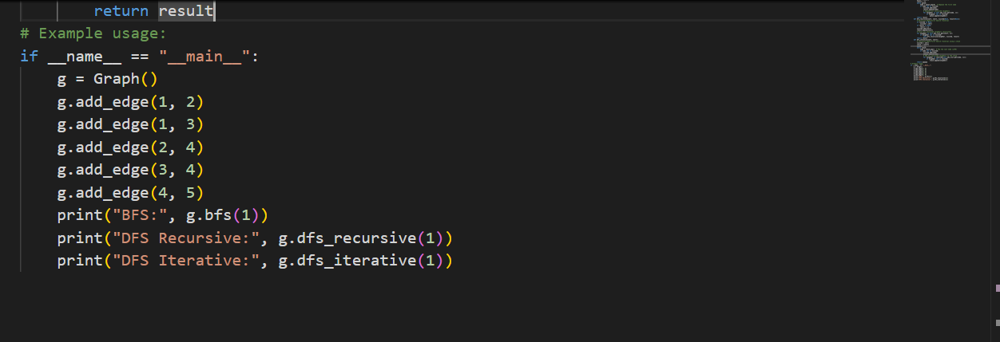 return result
# Example usage:
if __name__ == "__main__":
g = Graph()
g.add_edge(1, 2)
g.add_edge(1, 3)
g.add_edge(2, 4)
g.add_edge(3, 4)
g.add_edge(4, 5)
print("BFS:", g.bfs(1))
print("DFS Recursive:", g.dfs_recursive(1))
print("DFS Iterative:", g.dfs_iterative(1))